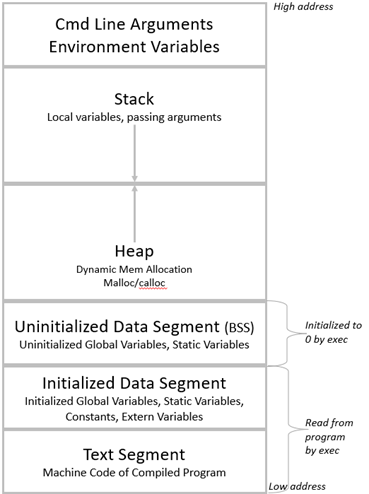 High address
Cmd Line Arguments
Environment Variables
Stack
Local variables, passing arguments
Heap
Dynamic Mem Allocation
Malloc/calloc
Uninitialized Data Segment (BSS)
Uninitialized Global Variables, Static Variables
Initialized to
0 by exec
Initialized Data Segment
Initialized Global Variables, Static Variables,
Constants, Extern Variables
Read from
program
by exec
Text Segment
Machine Code of Compiled Program
Low address